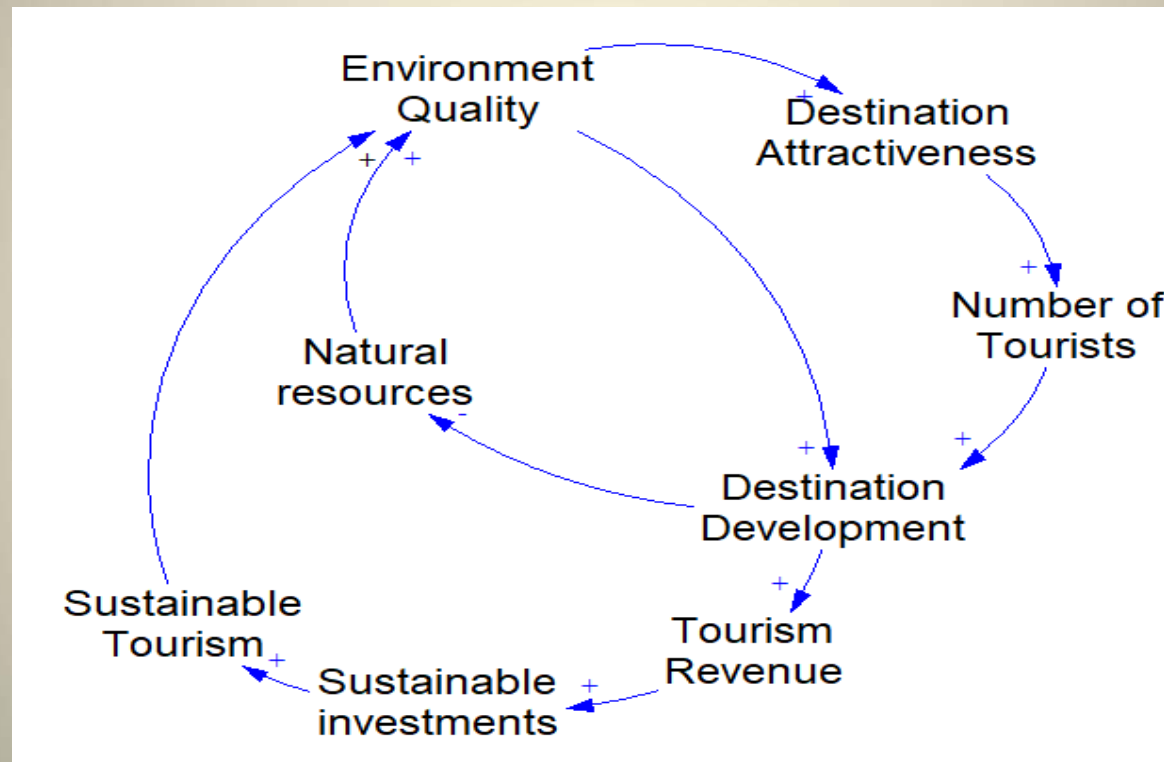 Environment
Quality
+
Destination
Attractiveness
+
+
+
Number of
Tourists
Natural
resources
-
+
+
Destination
Development
+
Sustainable
Tourism
+
Tourism
Revenue
Sustainable
investments
+